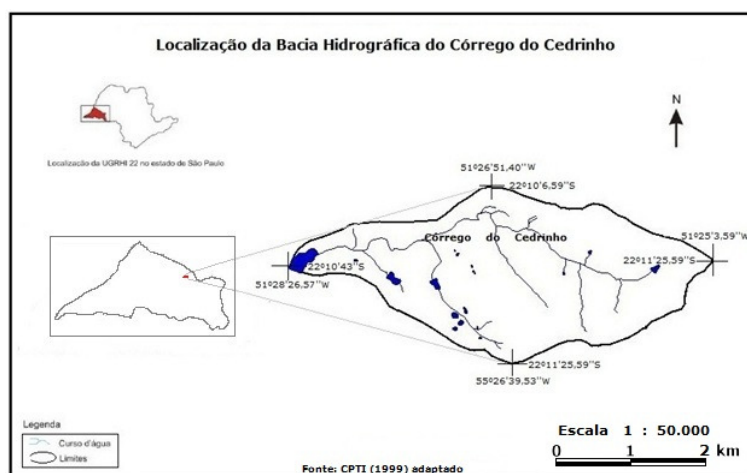 Localização da Bacia Hidrográfica do Córrego do Cedrinho
N
Localização da UGRHI 22 no estado de São Paulo
51º26'51,40"W
22º10'6,59"S
51º25'3,59"W
Córrego do Cedrinho
22º10'43"S
51º28'26,57"W
22º11'25,59"S
22º11'25,59"S
55º26'39,53"W
Legenda
Curso d'água
Limites
Escala 1 : 50.000
0 1 2 km
Fonte: CPTI (1999) adaptado